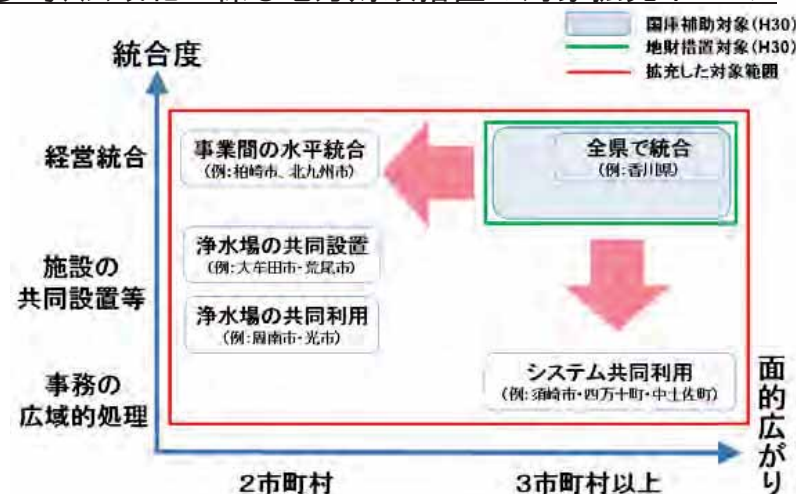 国庫補助対象(H30)
地財措置対象(H30)
拡充した対象範囲
統合度
経営統合
事業間の水平統合
(例:柏崎市、北九州市)
全県で統合
(例:香川県)
施設の
共同設置等
浄水場の共同設置
(例:大牟田市・荒尾市)
浄水場の共同利用
(例:周南市・光市)
事務の
広域的処理
システム共同利用
(例:須崎市・四万十町・中土佐町)
面的広がり
2市町村
3市町村以上